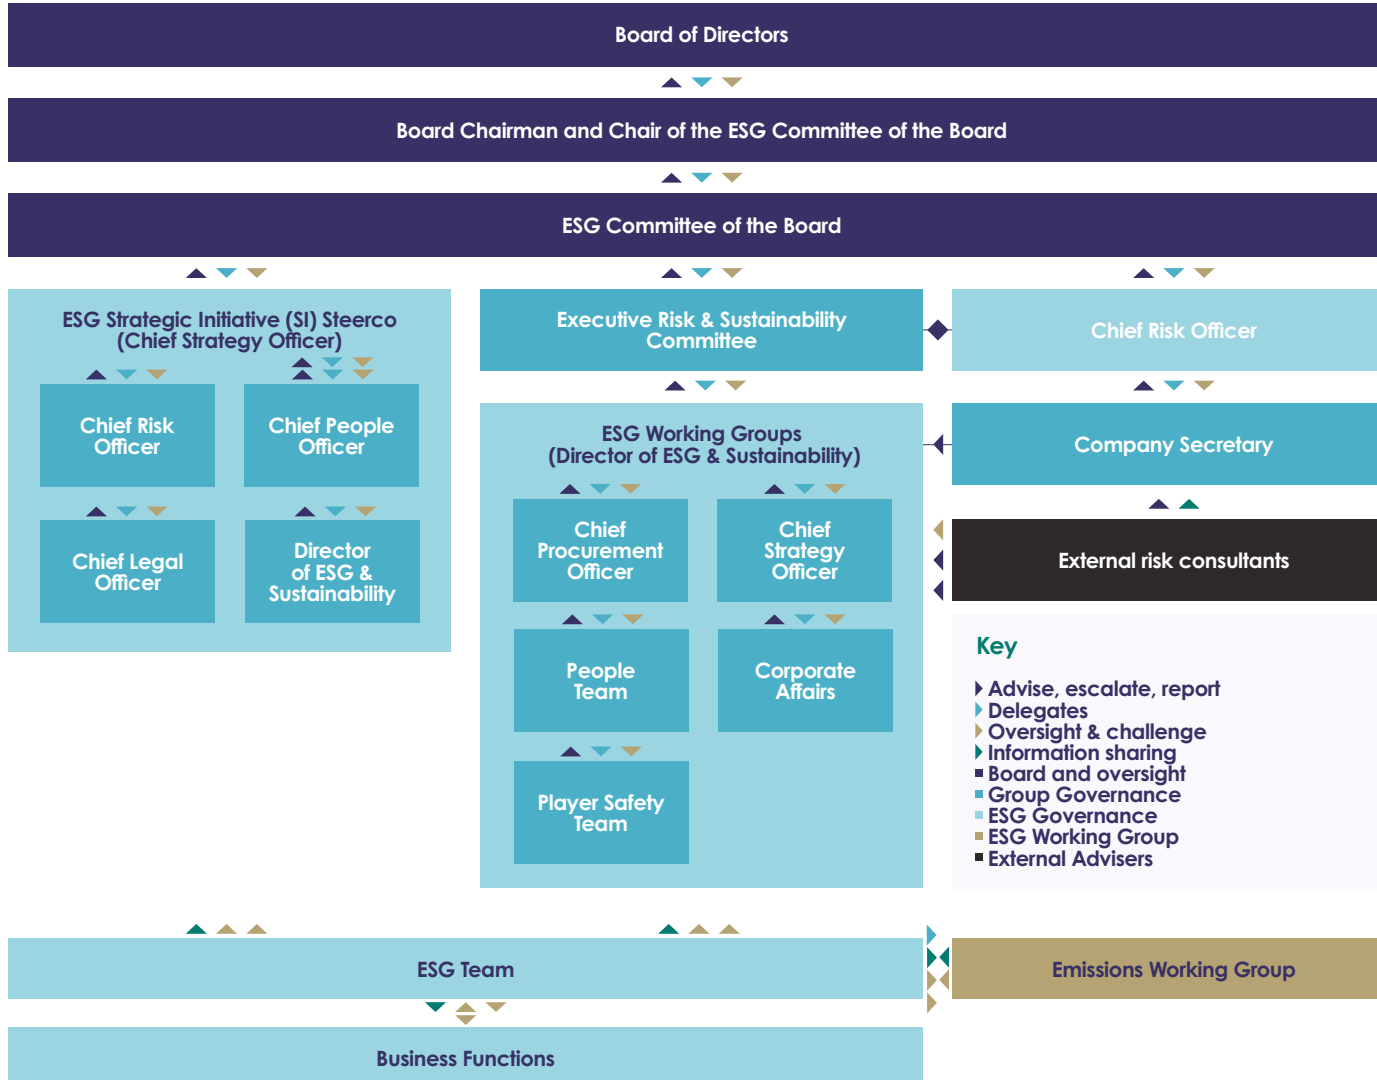 Board of Directors
Board Chairman and Chair of the ESG Committee of the Board
ESG Committee of the Board
ESG Strategic Initiative (SI) Steerco
(Chief Strategy Officer)
Chief Risk
Officer
Chief People
Officer
Chief Legal
Officer
Director
of ESG &
Sustainability
Executive Risk & Sustainability
Committee
ESG Working Groups
(Director of ESG & Sustainability)
Chief
Procurement
Officer
Chief
Strategy
Officer
People
Team
Corporate
Affairs
Player Safety
Team
Chief Risk Officer
Company Secretary
External risk consultants
Key
Advise, escalate, report
Delegates
Oversight & challenge
Information sharing
Board and oversight
Group Governance
ESG Governance
ESG Working Group
External Advisers
ESG Team
Emissions Working Group
Business Functions